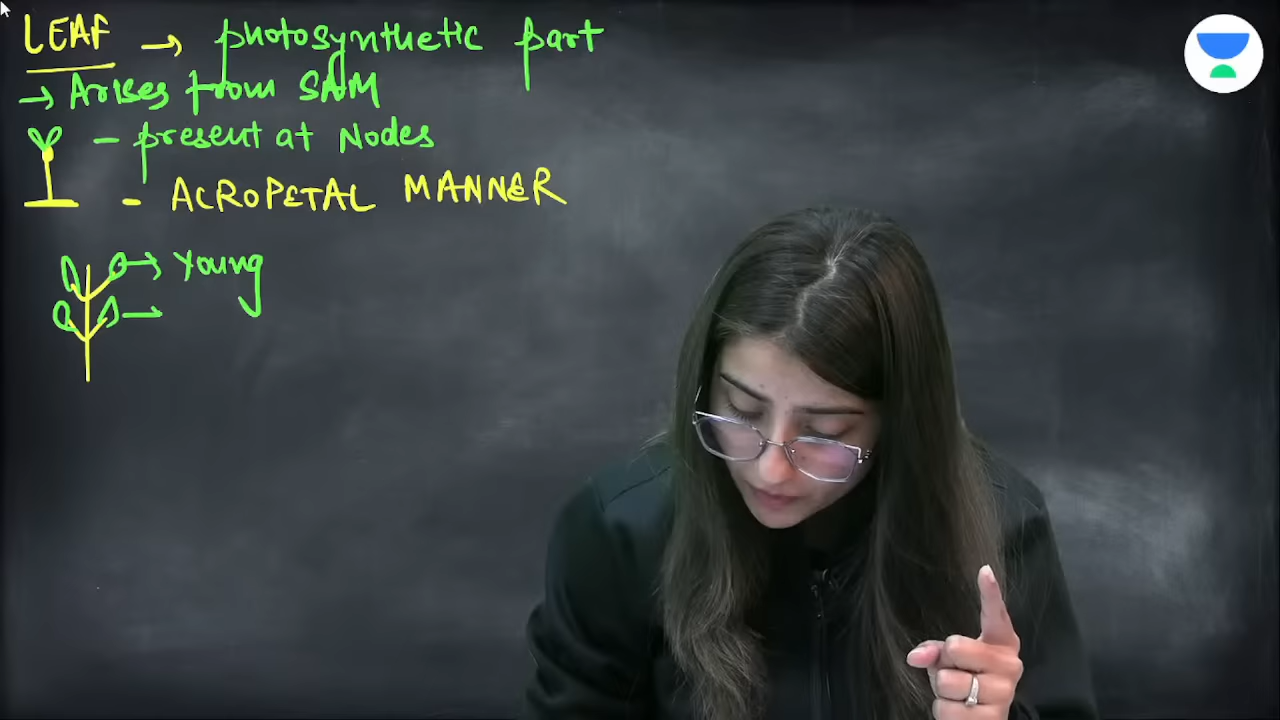 LEAF → photosynthetic part
→ Arises from SAM
- present at Nodes
- ACROPETAL MANNER
→ Young